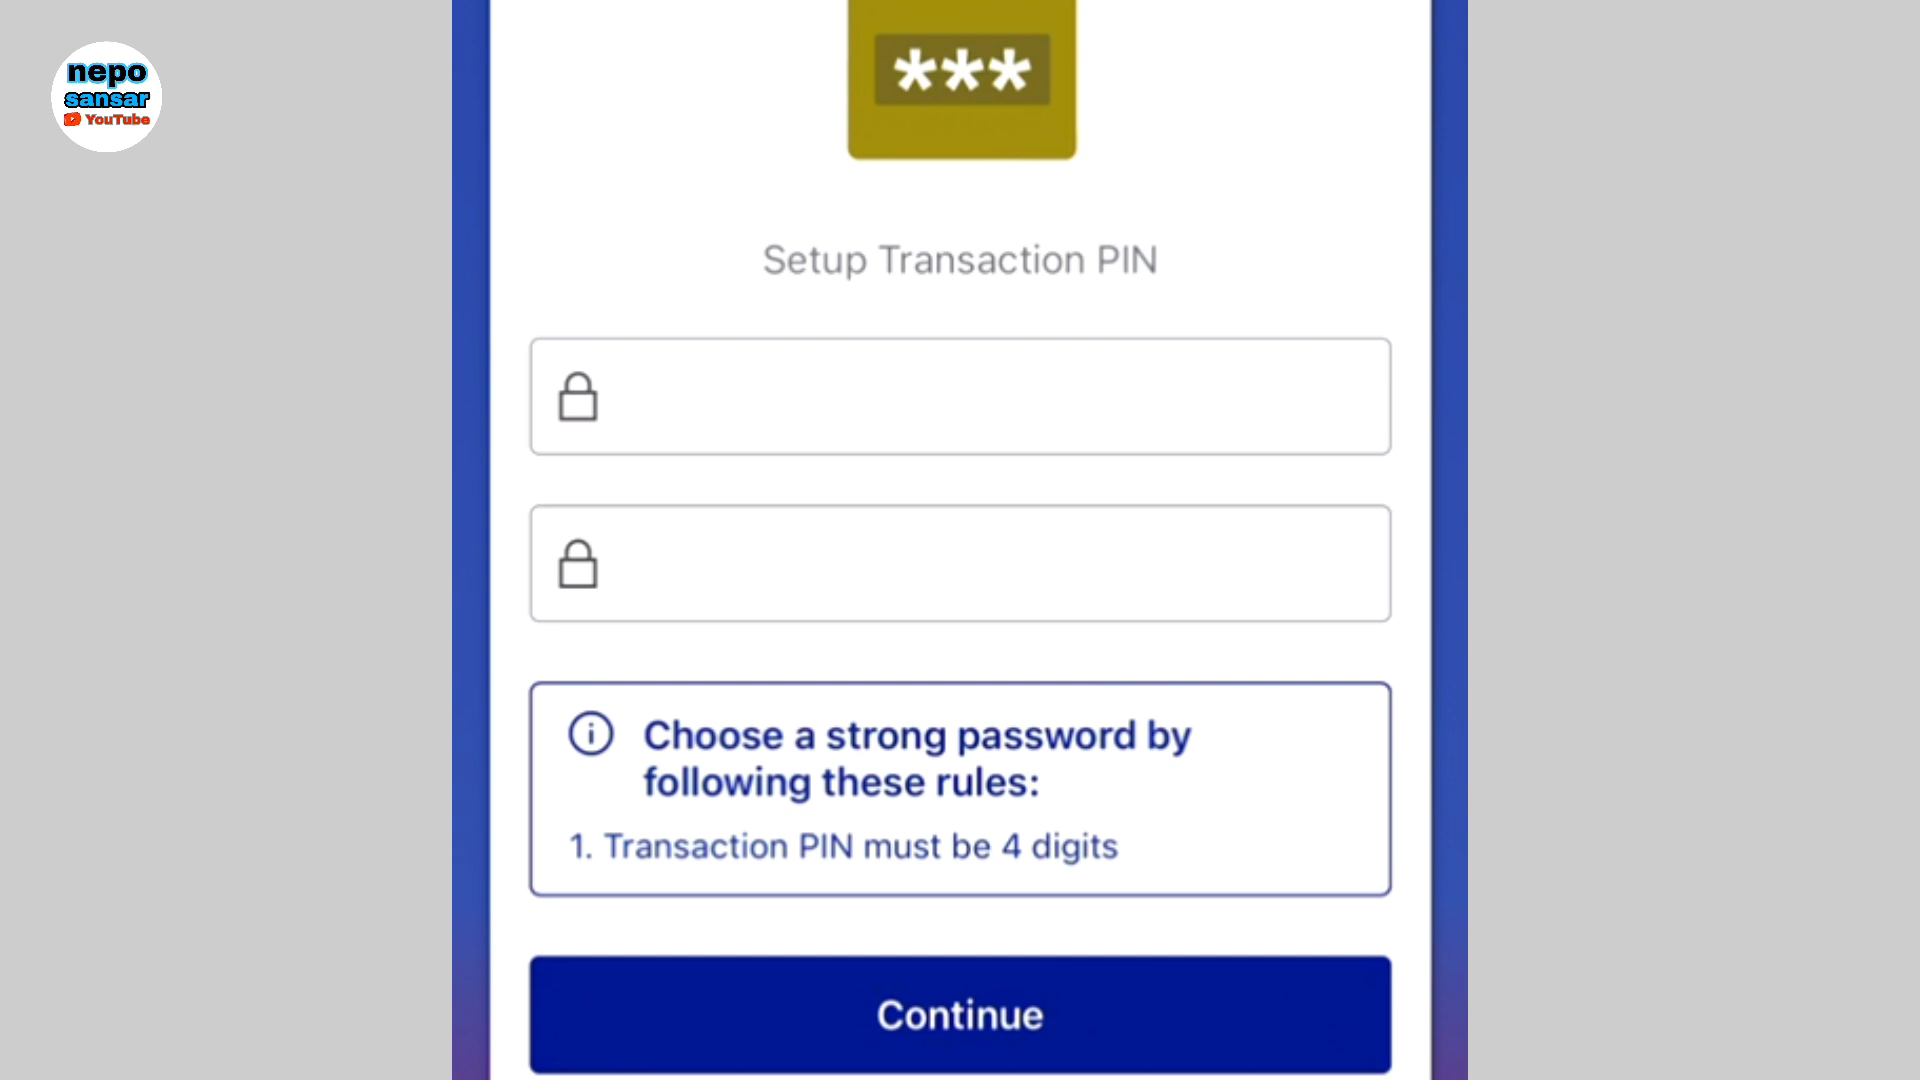 nepo
sansar
YouTube
***
Setup Transaction PIN
Choose a strong password by
following these rules:
1. Transaction PIN must be 4 digits
Continue